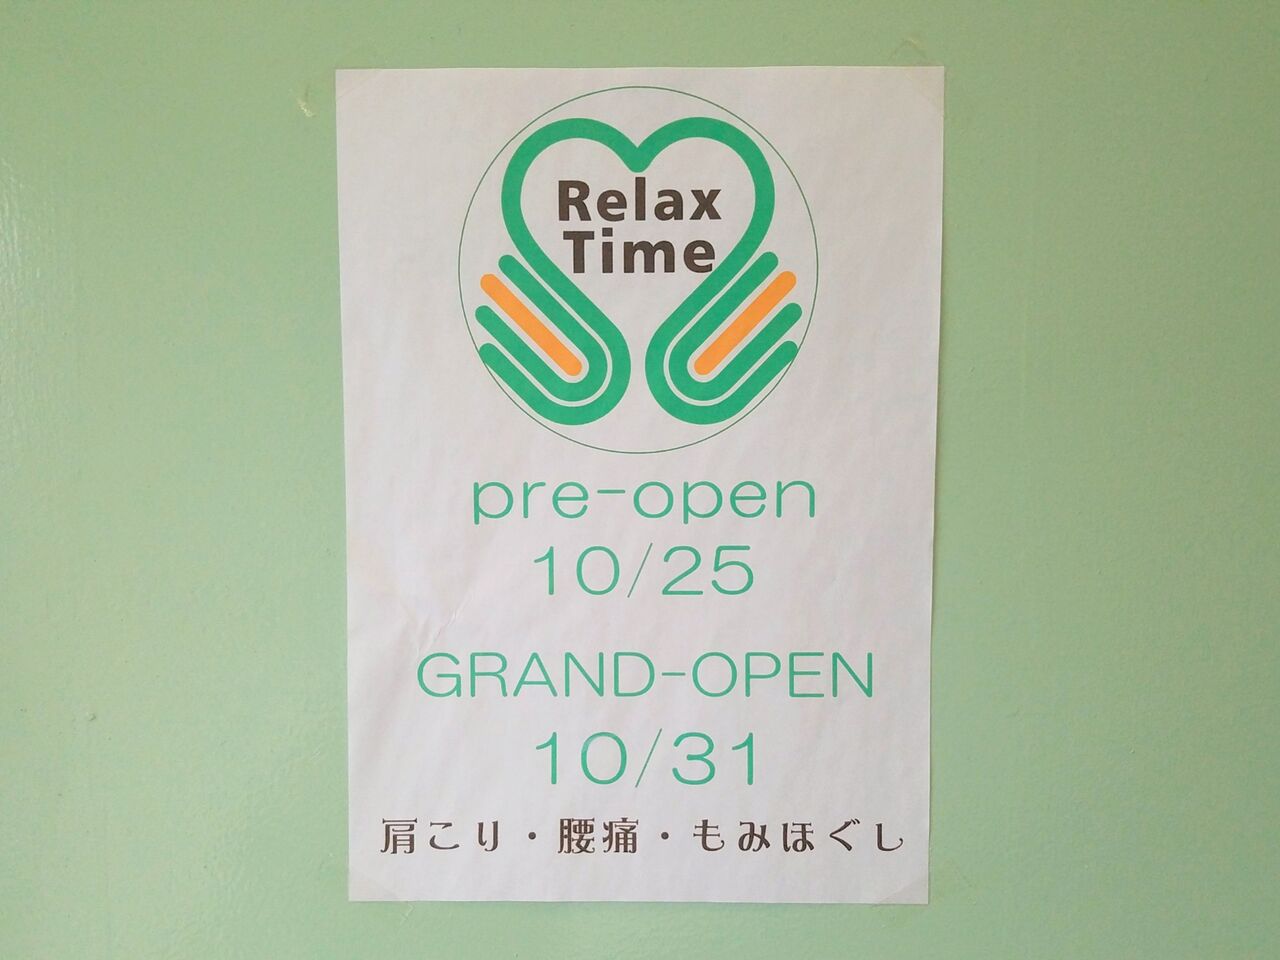 Relax
Time
pre-open
10/25
GRAND-OPEN
10/31
肩こり・腰痛・もみほぐし